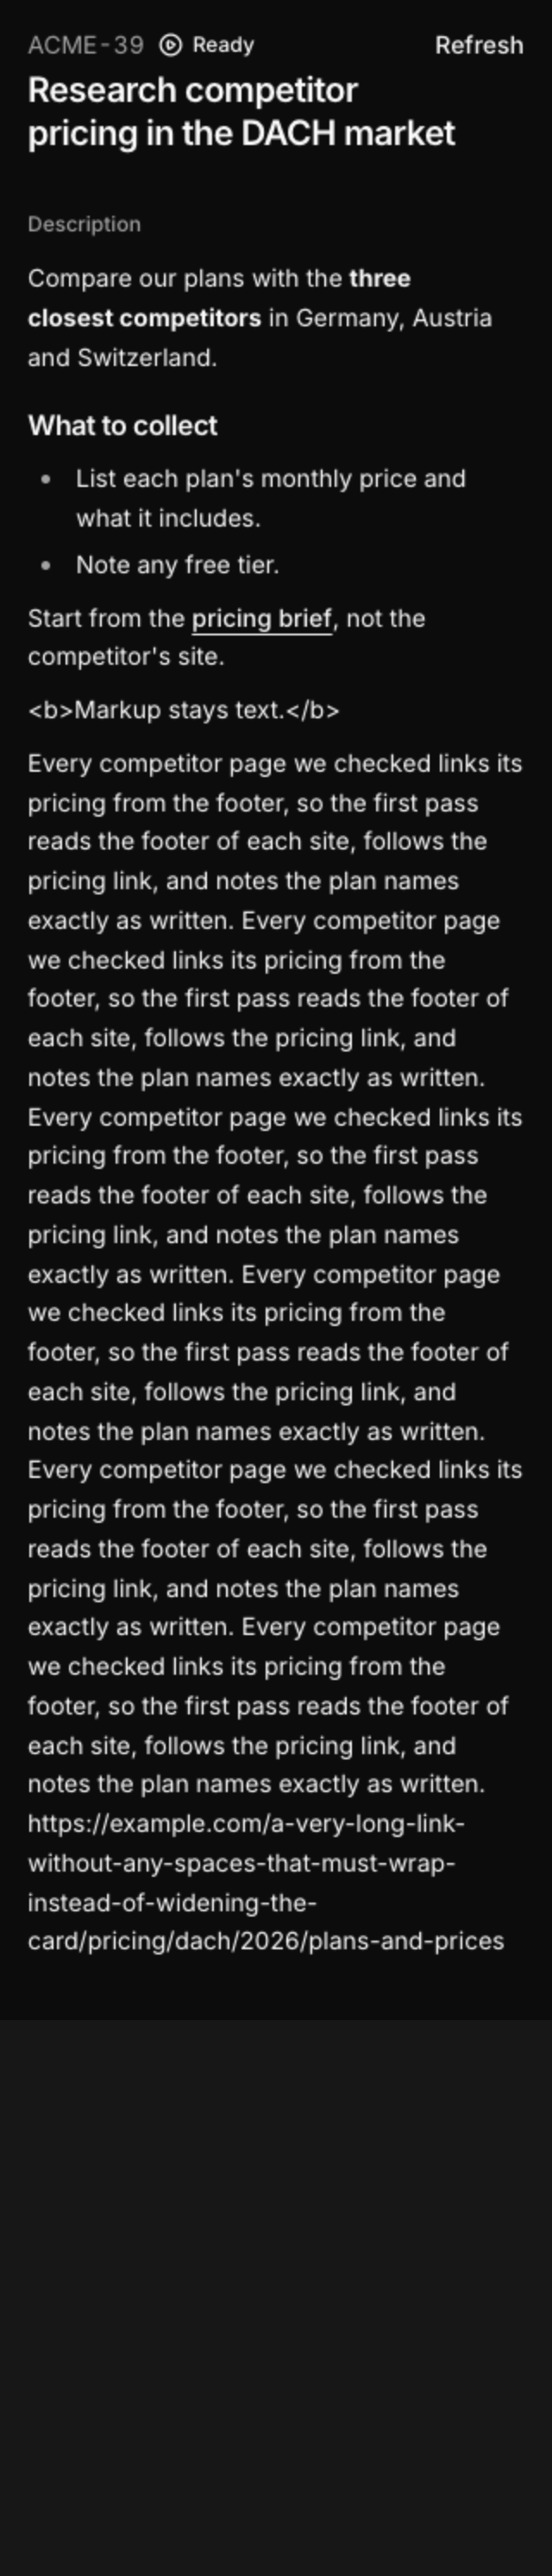 ACME-39 Ready Refresh
Research competitor
pricing in the DACH market
Description
Compare our plans with the three
closest competitors in Germany, Austria
and Switzerland.
What to collect
List each plan's monthly price and
what it includes.
Note any free tier.
Start from the pricing brief, not the
competitor's site.
<b>Markup stays text.</b>
Every competitor page we checked links its
pricing from the footer, so the first pass
reads the footer of each site, follows the
pricing link, and notes the plan names
exactly as written. Every competitor page
we checked links its pricing from the
footer, so the first pass reads the footer of
each site, follows the pricing link, and
notes the plan names exactly as written.
Every competitor page we checked links its
pricing from the footer, so the first pass
reads the footer of each site, follows the
pricing link, and notes the plan names
exactly as written. Every competitor page
we checked links its pricing from the
footer, so the first pass reads the footer of
each site, follows the pricing link, and
notes the plan names exactly as written.
Every competitor page we checked links its
pricing from the footer, so the first pass
reads the footer of each site, follows the
pricing link, and notes the plan names
exactly as written. Every competitor page
we checked links its pricing from the
footer, so the first pass reads the footer of
each site, follows the pricing link, and
notes the plan names exactly as written.
https://example.com/a-very-long-link-
without-any-spaces-that-must-wrap-
instead-of-widening-the-
card/pricing/dach/2026/plans-and-prices